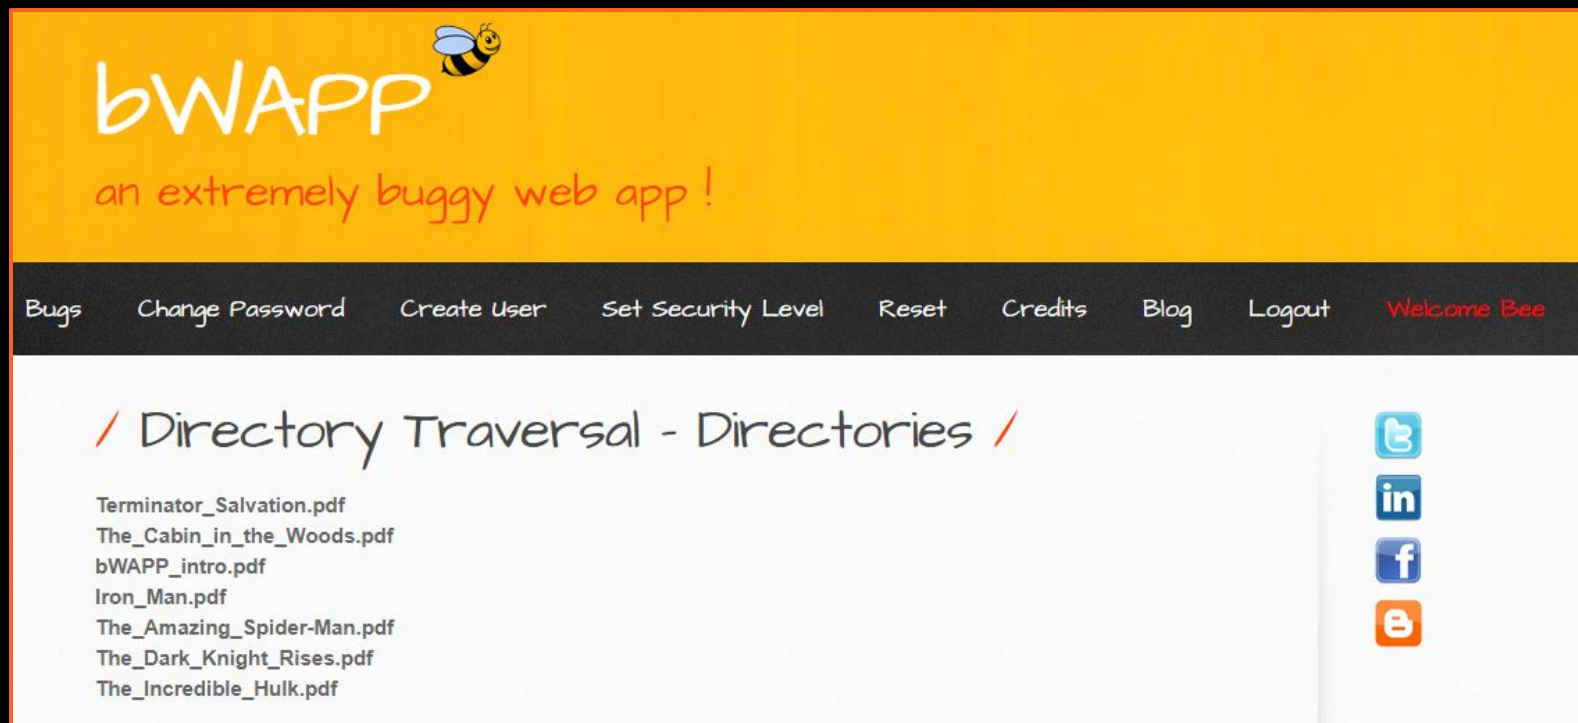 bWAPP
an extremely buggy web app !
Bugs Change Password Create User Set Security Level Reset Credits Blog Logout Welcome Bee
/ Directory Traversal - Directories /
Terminator_Salvation.pdf
The_Cabin_in_the_Woods.pdf
bWAPP_intro.pdf
Iron_Man.pdf
The_Amazing_Spider-Man.pdf
The_Dark_Knight_Rises.pdf
The_Incredible_Hulk.pdf
t
in
f
B